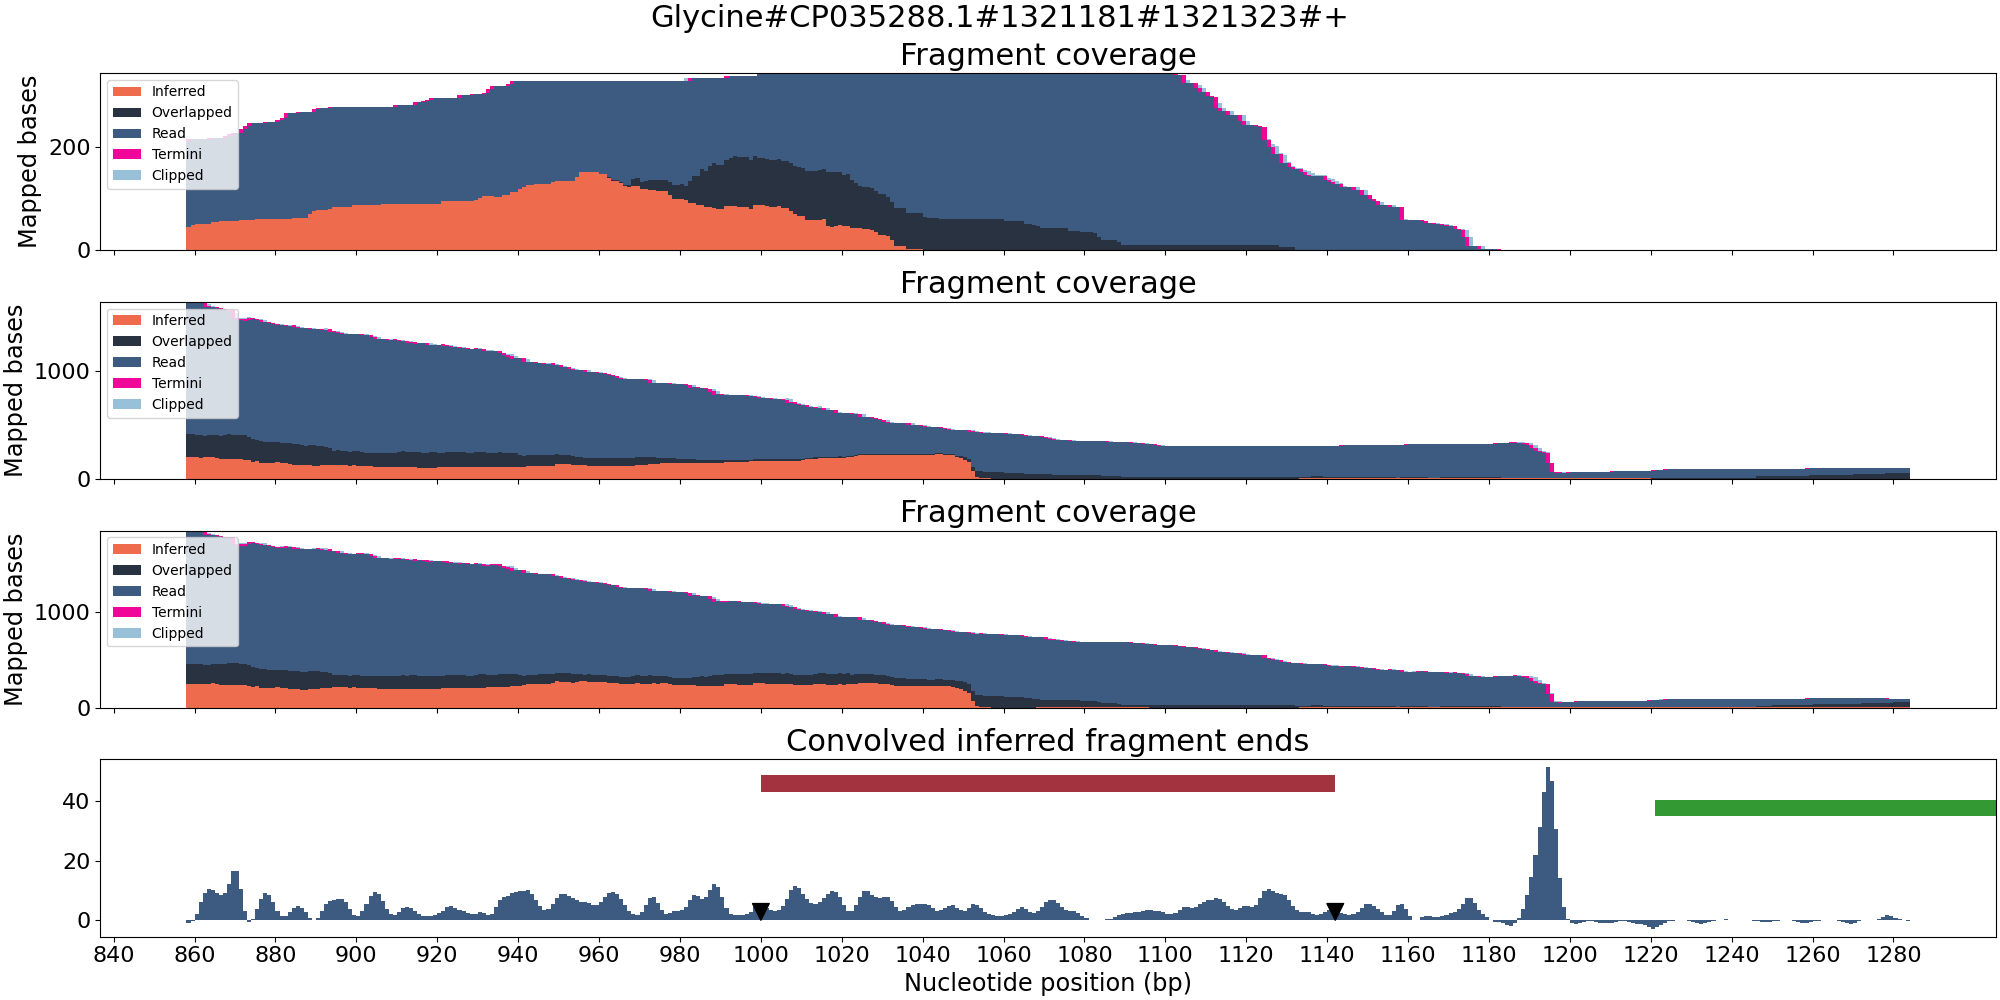 Glycine#CP035288.1#1321181#1321323#+
Fragment coverage
Mapped bases
200
0
Inferred
Overlapped
Read
Termini
Clipped
Fragment coverage
Mapped bases
1000
0
Inferred
Overlapped
Read
Termini
Clipped
Fragment coverage
Mapped bases
1000
0
Inferred
Overlapped
Read
Termini
Clipped
Convolved inferred fragment ends
40
20
0
840 860 880 900 920 940 960 980 1000 1020 1040 1060 1080 1100 1120 1140 1160 1180 1200 1220 1240 1260 1280
Nucleotide position (bp)